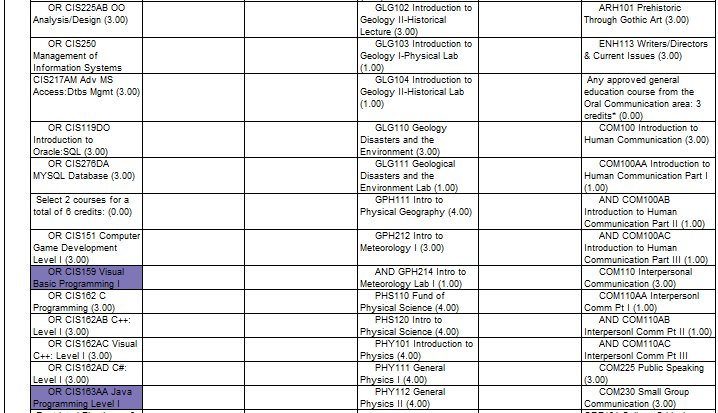 OR CIS225AB OO
Analysis/Design (3.00)
OR CIS250
Management of
Information Systems
CIS217AM Adv MS
Access:Dtbs Mgmt (3.00)
OR CIS119DO
Introduction to
Oracle:SQL (3.00)
OR CIS276DA
MYSQL Database (3.00)
Select 2 courses for a
total of 6 credits: (0.00)
OR CIS151 Computer
Game Development
Level I (3.00)
OR CIS159 Visual
Basic Programming I
OR CIS162 C
Programming (3.00)
OR CIS162AB C++:
Level I (3.00)
OR CIS162AC Visual
C++: Level I (3.00)
OR CIS162AD C#:
Level I (3.00)
OR CIS163AA Java
Programming Level I
GLG102 Introduction to
Geology II-Historical
Lecture (3.00)
GLG103 Introduction to
Geology I-Physical Lab
(1.00)
GLG104 Introduction to
Geology II-Historical Lab
(1.00)
GLG110 Geology
Disasters and the
Environment (3.00)
GLG111 Geological
Disasters and the
Environment Lab (1.00)
GPH111 Intro to
Physical Geography (4.00)
GPH212 Intro to
Meteorology I (3.00)
AND GPH214 Intro to
Meteorology Lab I (1.00)
PHS110 Fund of
Physical Science (4.00)
PHS120 Intro to
Physical Science (4.00)
PHY101 Introduction to
Physics (4.00)
PHY111 General
Physics I (4.00)
PHY112 General
Physics II (4.00)
ARH101 Prehistoric
Through Gothic Art (3.00)
ENH113 Writers/Directors
& Current Issues (3.00)
Any approved general
education course from the
Oral Communication area: 3
credits* (0.00)
COM100 Introduction to
Human Communication (3.00)
COM100AA Introduction to
Human Communication Part I
(1.00)
AND COM100AB
Introduction to Human
Communication Part II (1.00)
AND COM100AC
Introduction to Human
Communication Part III (1.00)
COM110 Interpersonal
Communication (3.00)
COM110AA Interpersonl
Comm Pt I (1.00)
AND COM110AB
Interpersonl Comm Pt II (1.00)
AND COM110AC
Interpersonl Comm Pt III
COM225 Public Speaking
(3.00)
COM230 Small Group
Communication (3.00)